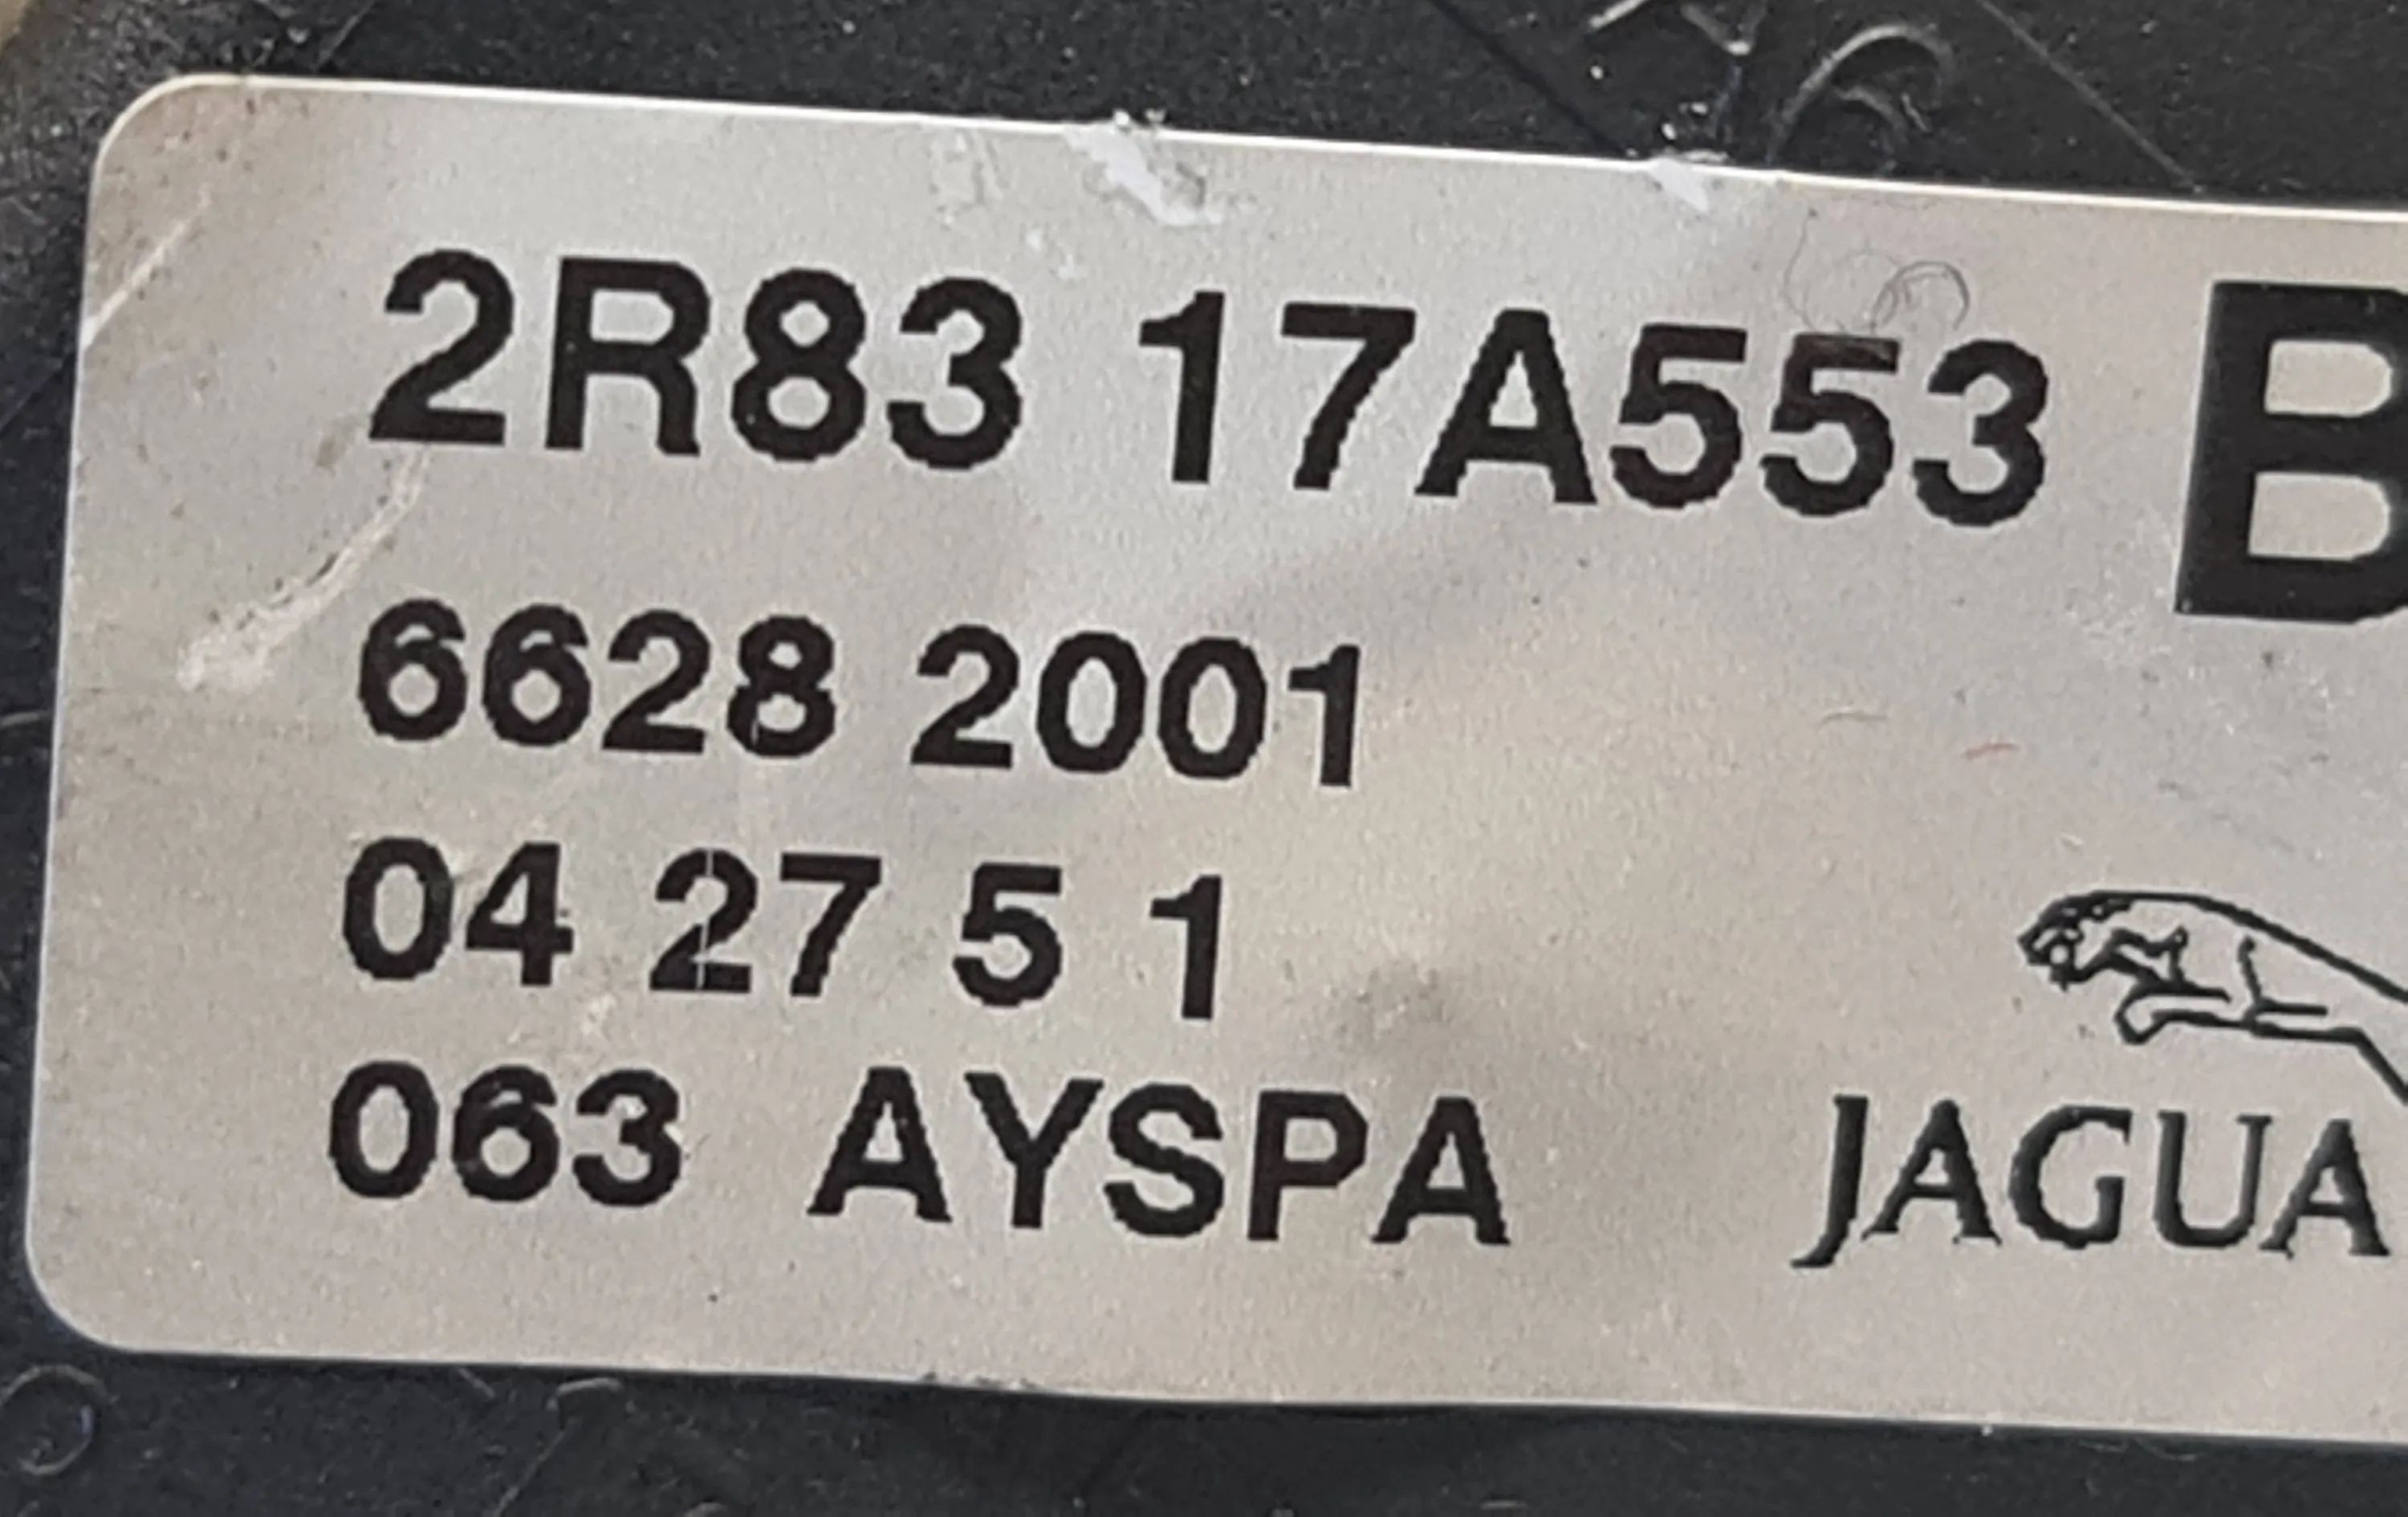 2R83 17A553 B
6628 2001
04 27 5 1
063 AYSPA
JAGUA